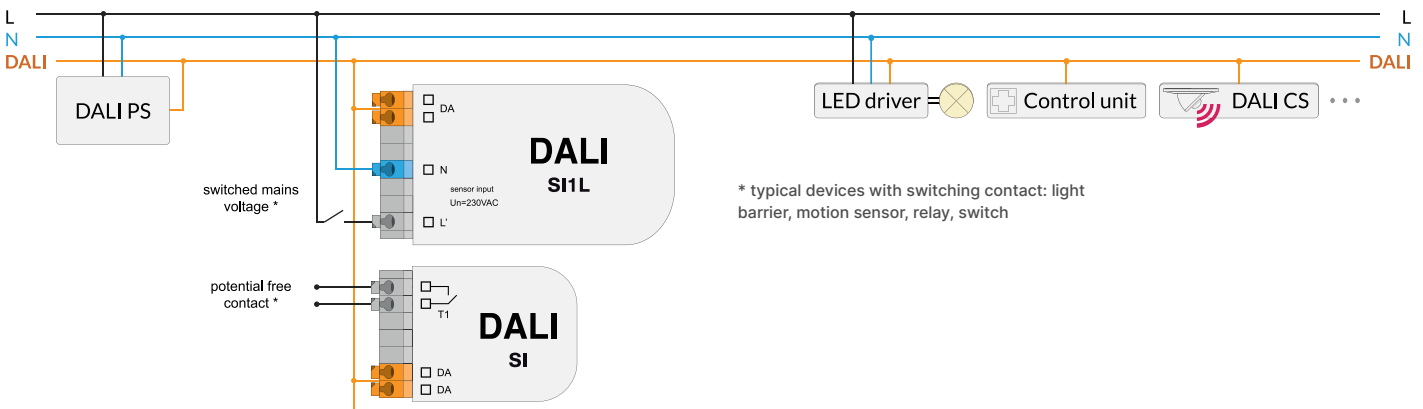 L
L
N
N
DALI
DALI
DALI PS
LED driver
Control unit
DALI CS
DA
DALI
SI1L
N
sensor input
Un=230VAC
L'
switched mains
voltage *
* typical devices with switching contact: light
barrier, motion sensor, relay, switch
potential free
contact *
T1
DALI
SI
DA
DA